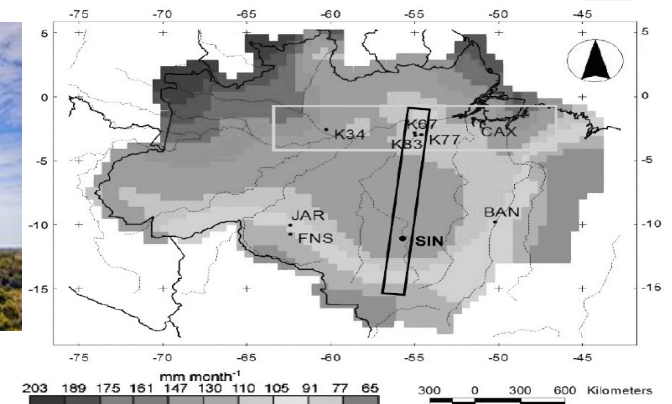 -75 -70 -65 -60 -55 -50 -45
5 5
0 0
K34 K67 CAX
K83 K77
-5 -5
JAR BAN
-10 FNS SIN -10
-15 -15
-75 -70 -65 -60 -55 -50 -45
mm month-1
203 189 175 161 147 130 110 105 91 77 65
300 0 300 600 Kilometers